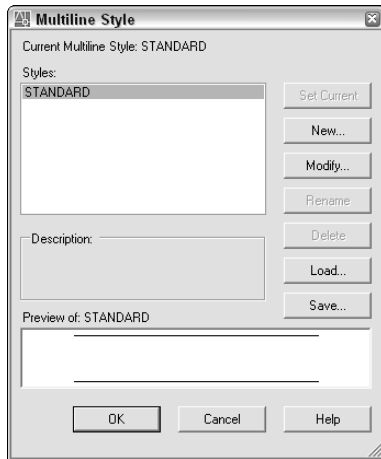 Multiline Style
Current Multiline Style: STANDARD
Styles:
STANDARD
Set Current
New...
Modify...
Rename
Delete
Load...
Save...
Description:
Preview of: STANDARD
OK
Cancel
Help